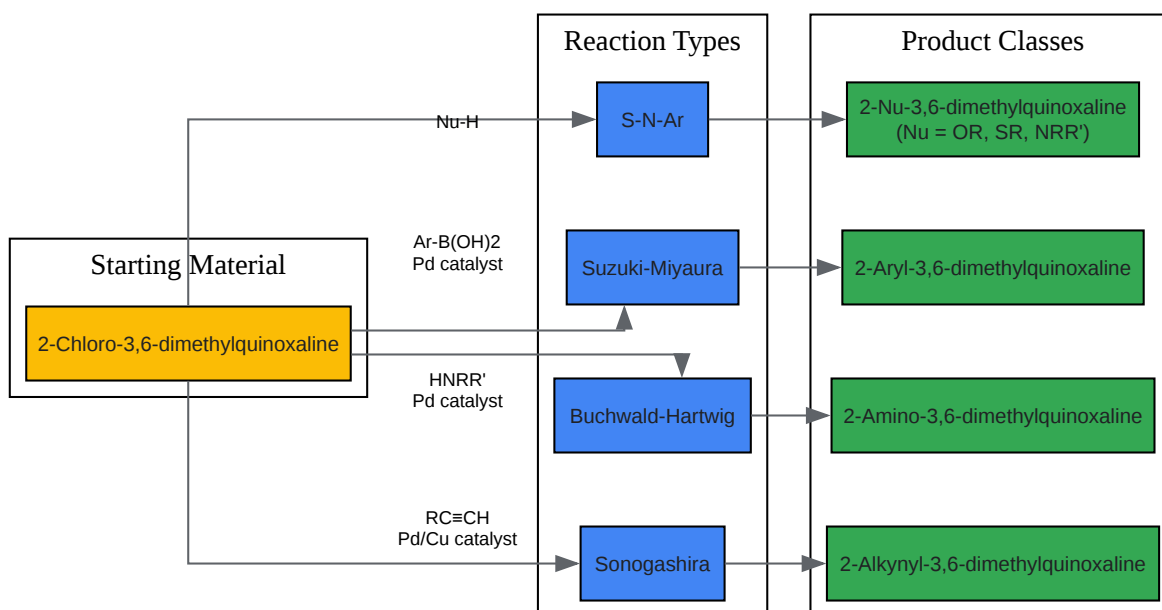 Reaction Types
Product Classes
Nu-H
S-N-Ar
2-Nu-3,6-dimethylquinoxaline
(Nu = OR, SR, NRR')
Starting Material
2-Chloro-3,6-dimethylquinoxaline
Ar-B(OH)2
Pd catalyst
Suzuki-Miyaura
2-Aryl-3,6-dimethylquinoxaline
HNRR'
Pd catalyst
Buchwald-Hartwig
2-Amino-3,6-dimethylquinoxaline
RC≡CH
Pd/Cu catalyst
Sonogashira
2-Alkynyl-3,6-dimethylquinoxaline